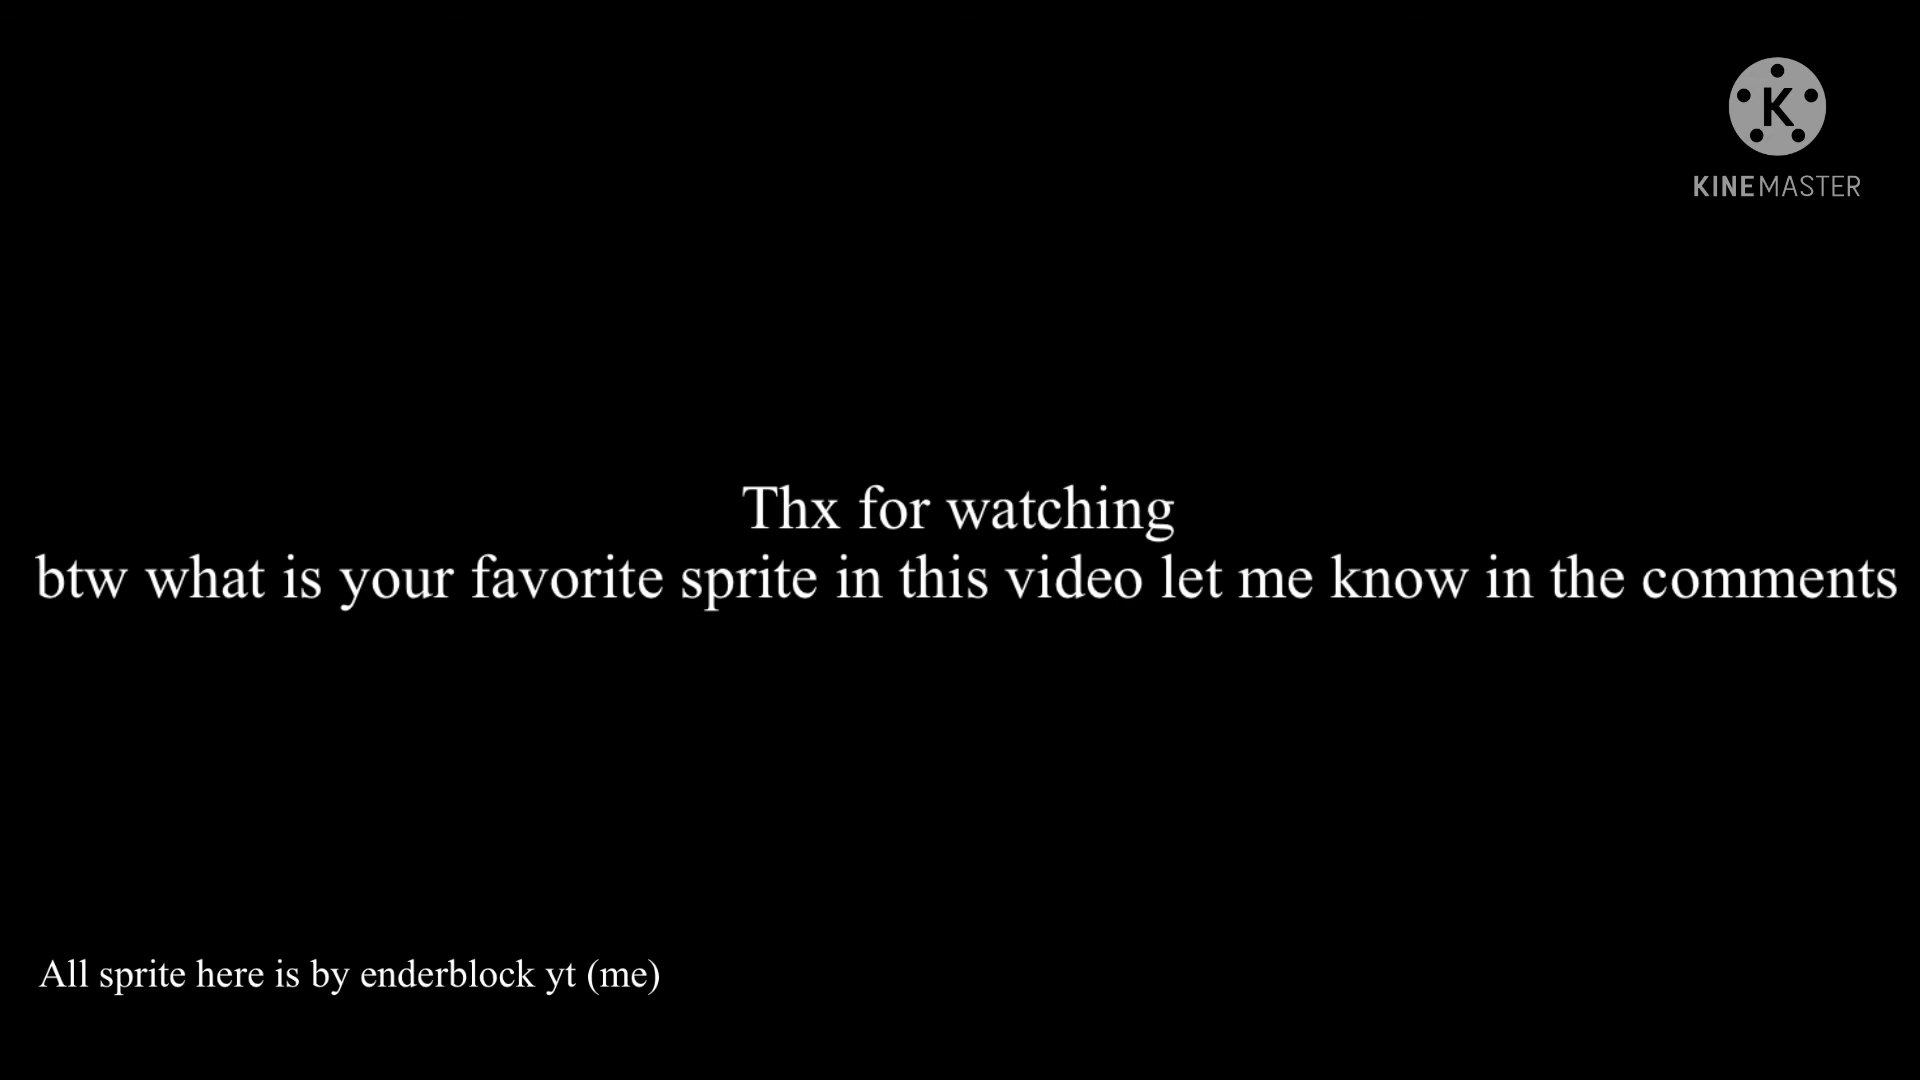 K
KINEMASTER
Thx for watching
btw what is your favorite sprite in this video let me know in the comments
All sprite here is by enderblock yt (me)